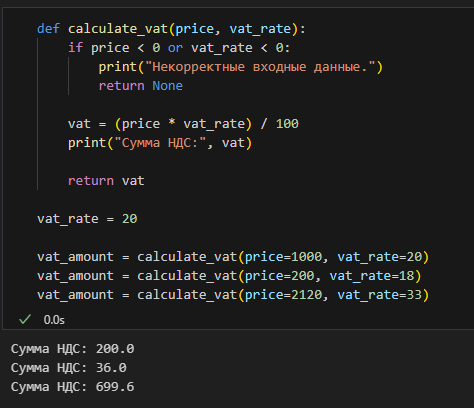 def calculate_vat(price, vat_rate):
    if price < 0 or vat_rate < 0:
        print("Некорректные входные данные.")
        return None

    vat = (price * vat_rate) / 100
    print("Сумма НДС:", vat)

    return vat

vat_rate = 20

vat_amount = calculate_vat(price=1000, vat_rate=20)
vat_amount = calculate_vat(price=200, vat_rate=18)
vat_amount = calculate_vat(price=2120, vat_rate=33)
0.0s
Сумма НДС: 200.0
Сумма НДС: 36.0
Сумма НДС: 699.6